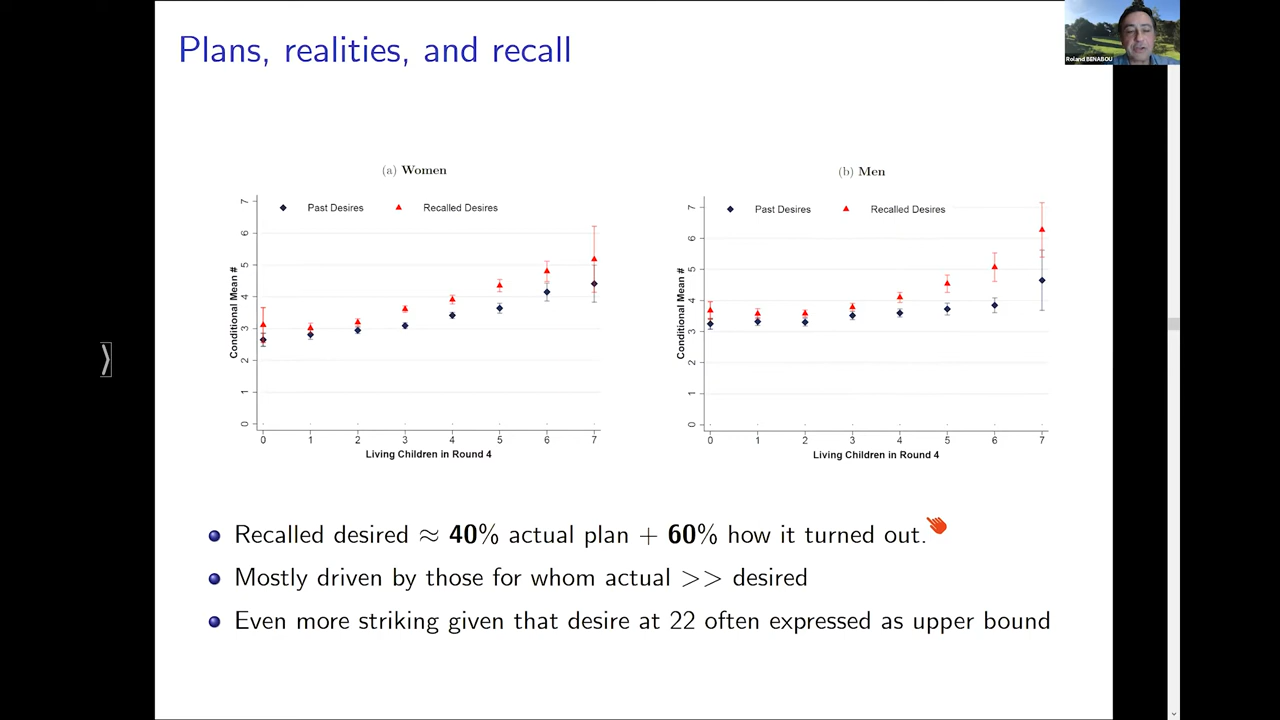 Plans, realities, and recall
Roland BENABOU
(a) Women
Past Desires
Recalled Desires
Conditional Mean #
0
1
2
3
4
5
6
7
0 1 2 3 4 5 6 7
Living Children in Round 4
(b) Men
Past Desires
Recalled Desires
Conditional Mean #
0
1
2
3
4
5
6
7
0 1 2 3 4 5 6 7
Living Children in Round 4
Recalled desired ≈ 40% actual plan + 60% how it turned out.
Mostly driven by those for whom actual >> desired
Even more striking given that desire at 22 often expressed as upper bound